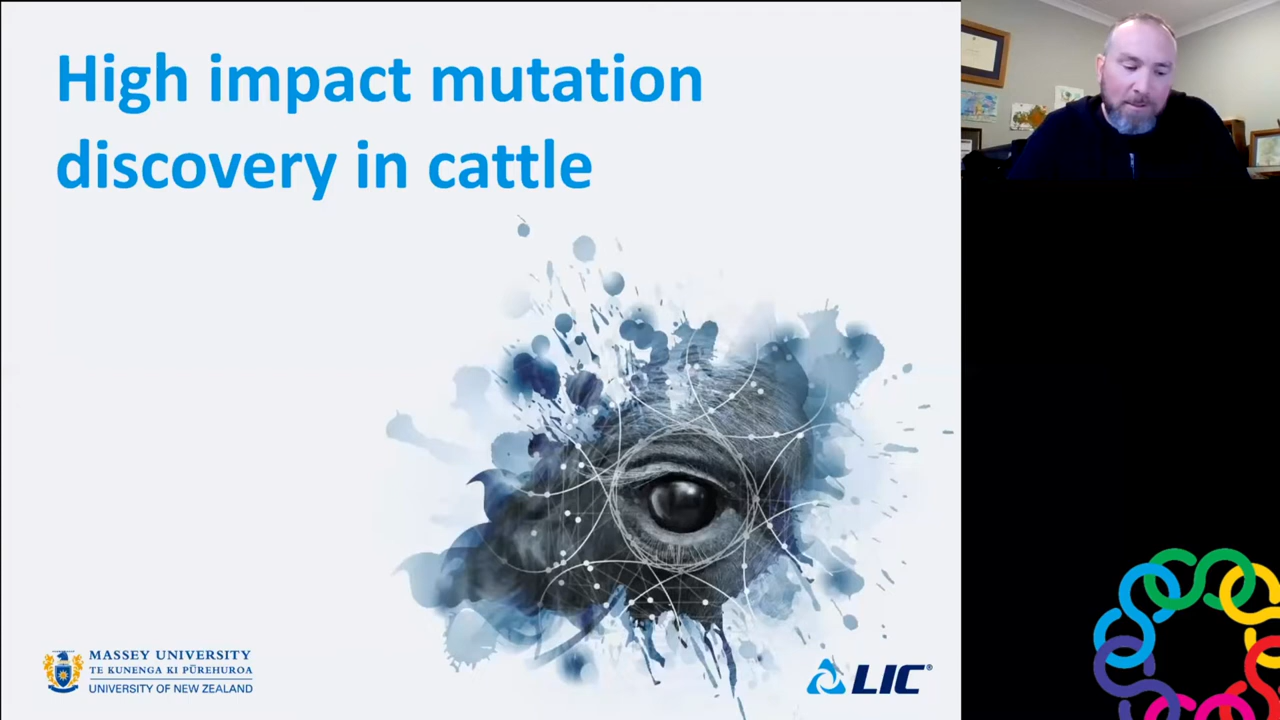 High impact mutation
discovery in cattle
MASSEY UNIVERSITY
TE KUNENGA KI PŪREHUROA
UNIVERSITY OF NEW ZEALAND
LIC®